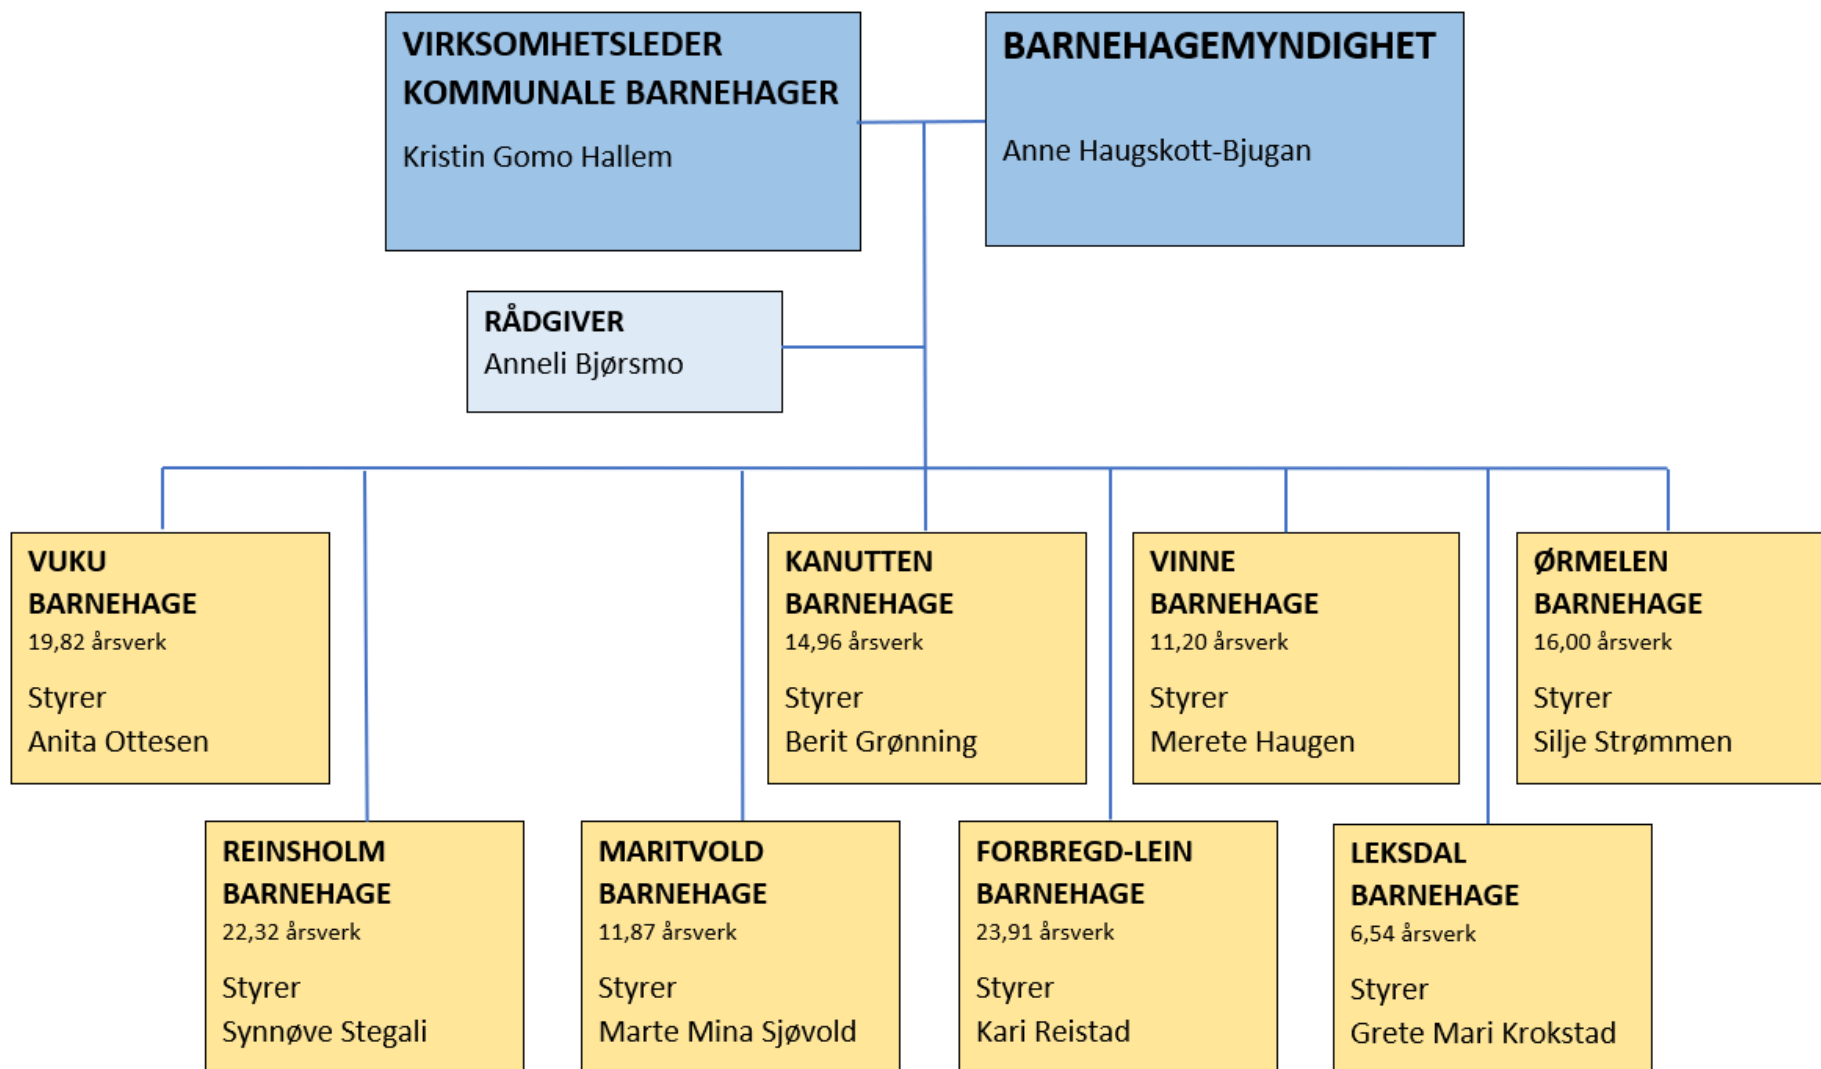 VIRKSOMHETSLEDER
KOMMUNALE BARNEHAGER
Kristin Gomo Hallem
BARNEHAGEMYNDIGHET
Anne Haugskott-Bjugan
RÅDGIVER
Anneli Bjørsmo
VUKU
BARNEHAGE
19,82 årsverk
Styrer
Anita Ottesen
KANUTTEN
BARNEHAGE
14,96 årsverk
Styrer
Berit Grønning
VINNE
BARNEHAGE
11,20 årsverk
Styrer
Merete Haugen
ØRMELEN
BARNEHAGE
16,00 årsverk
Styrer
Silje Strømmen
REINSHOLM
BARNEHAGE
22,32 årsverk
Styrer
Synnøve Stegali
MARITVOLD
BARNEHAGE
11,87 årsverk
Styrer
Marte Mina Sjøvold
FORBREGD-LEIN
BARNEHAGE
23,91 årsverk
Styrer
Kari Reistad
LEKSDAL
BARNEHAGE
6,54 årsverk
Styrer
Grete Mari Krokstad